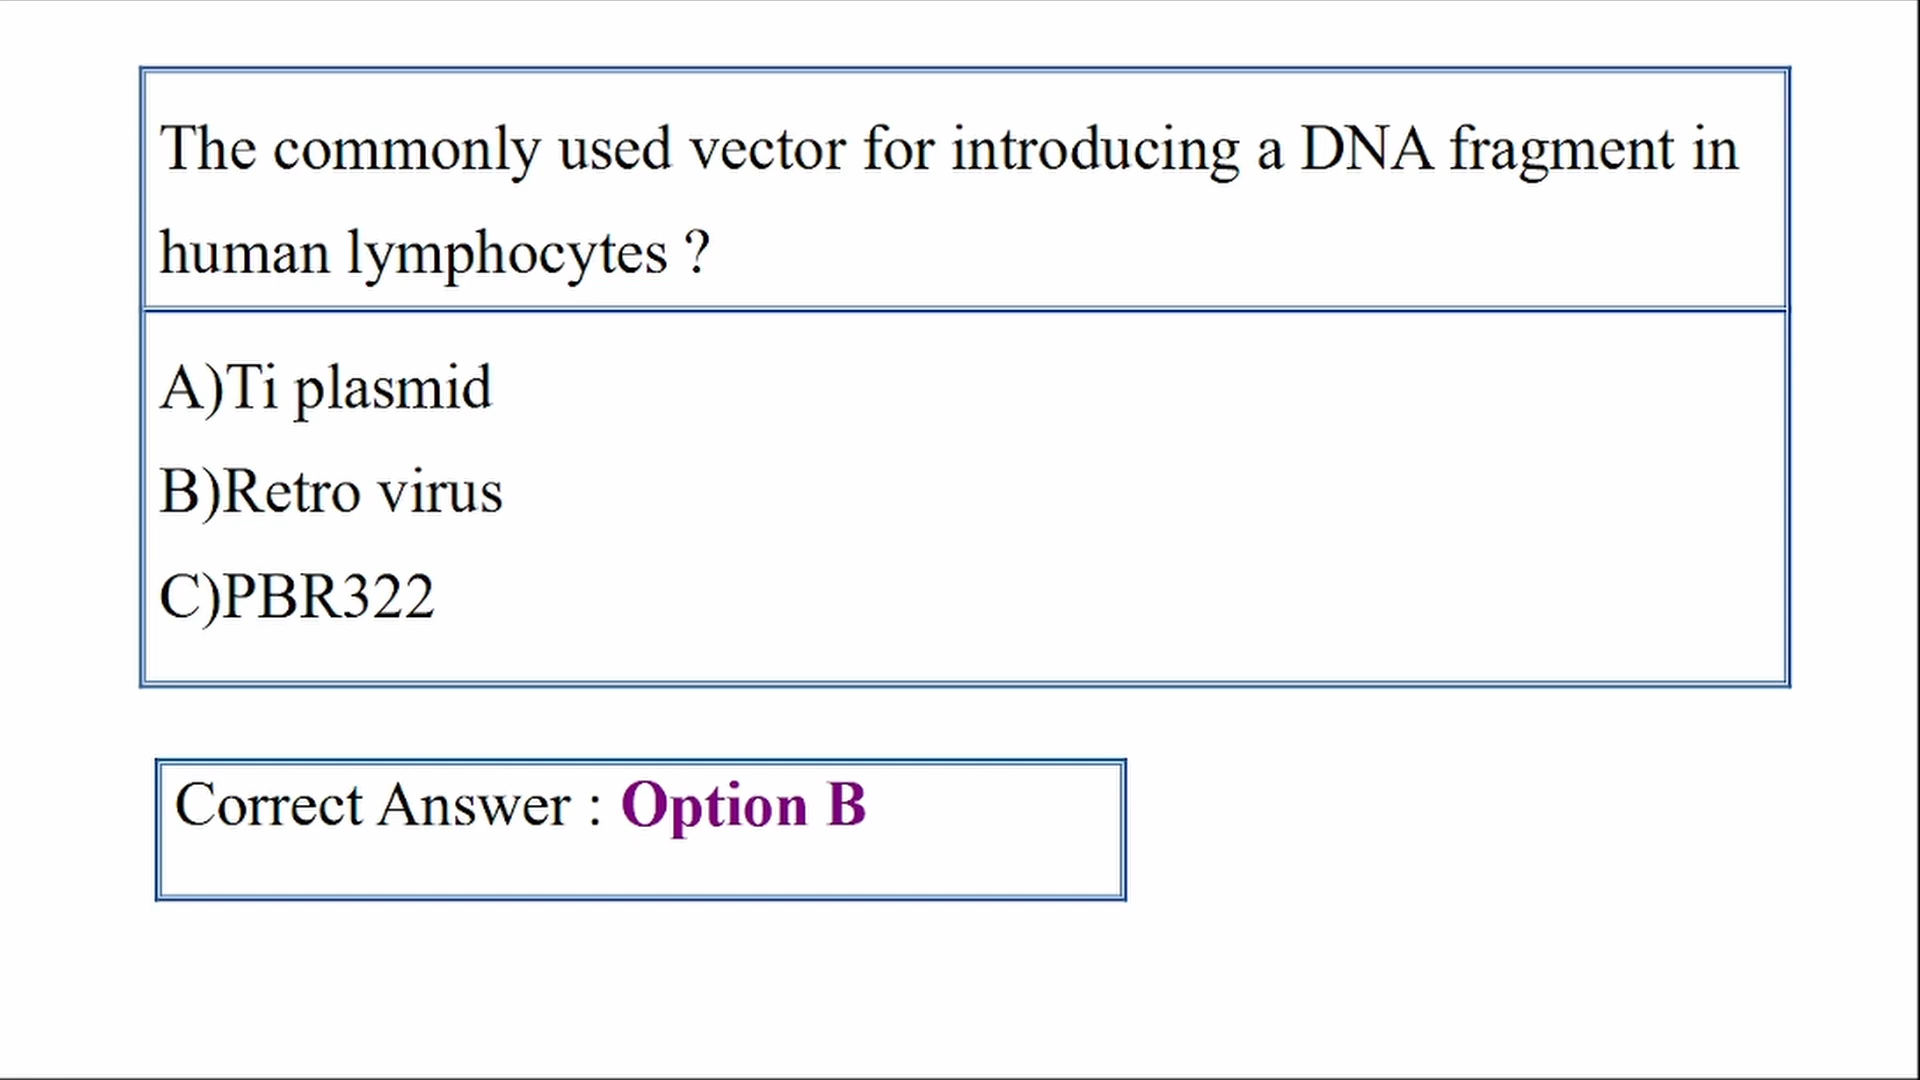 The commonly used vector for introducing a DNA fragment in
human lymphocytes ?
A)Ti plasmid
B)Retro virus
C)PBR322
Correct Answer : Option B